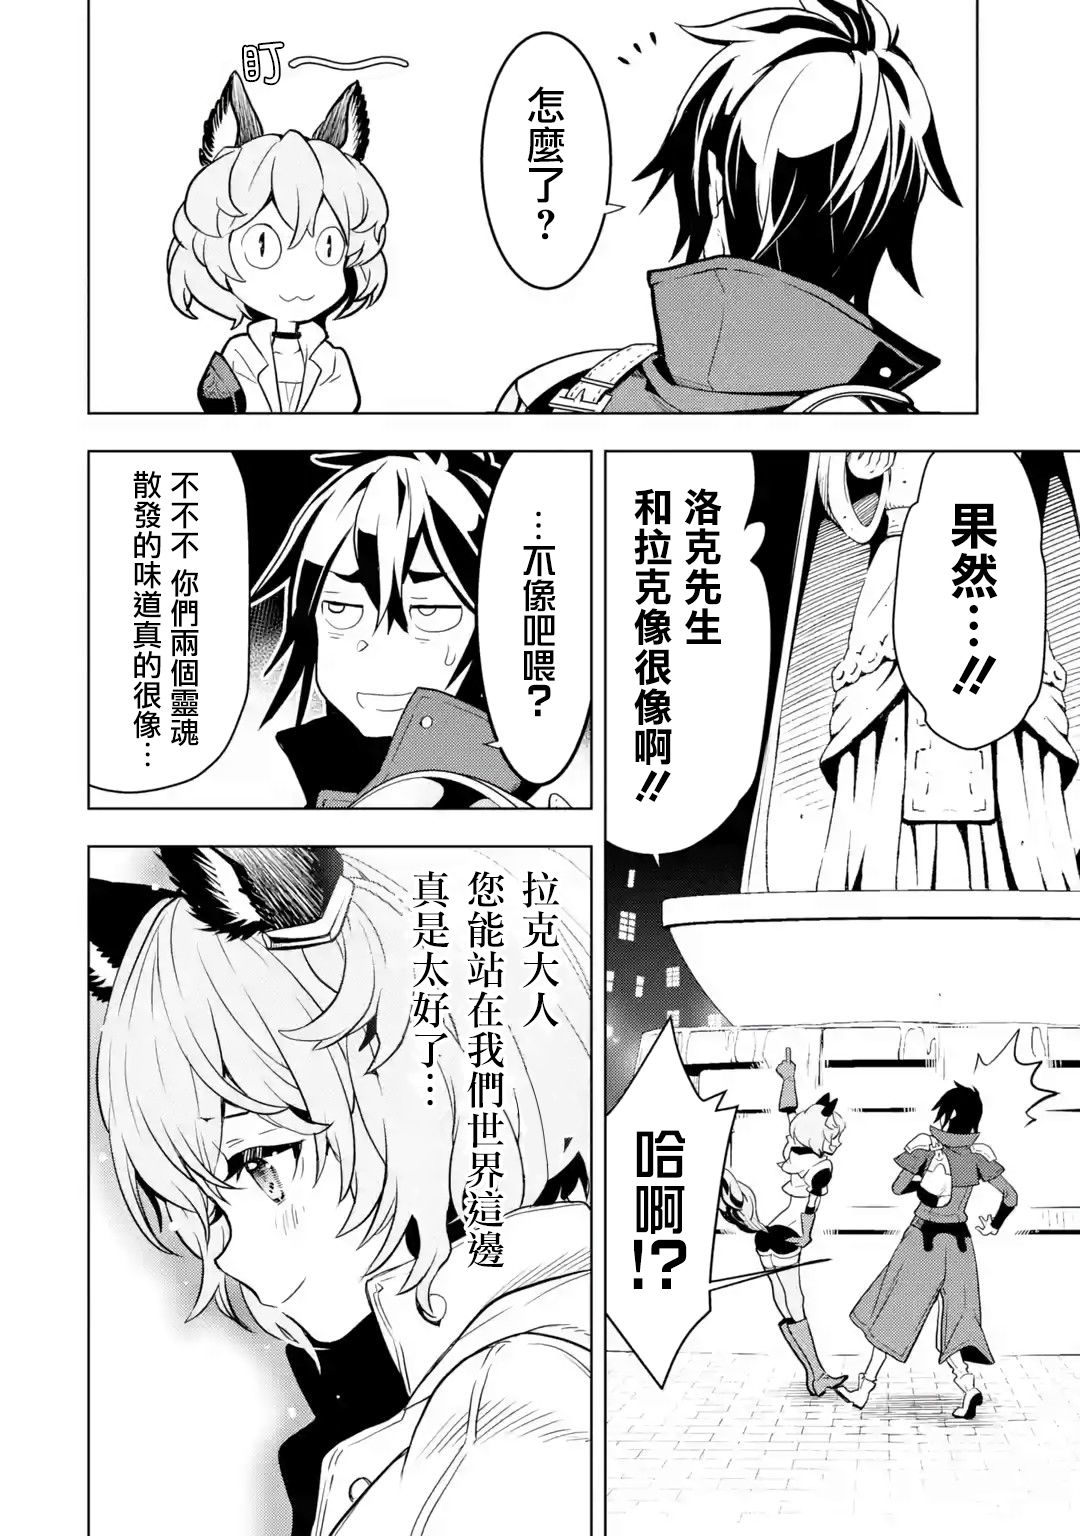 怎麼了?
盯
果然…!!
洛克先生
和拉克像很像啊!!
哈啊!?
…不像吧喂?
不不不 你們兩個靈魂
散發的味道真的很像…
拉克大人
您能站在我們世界這邊
真是太好了…